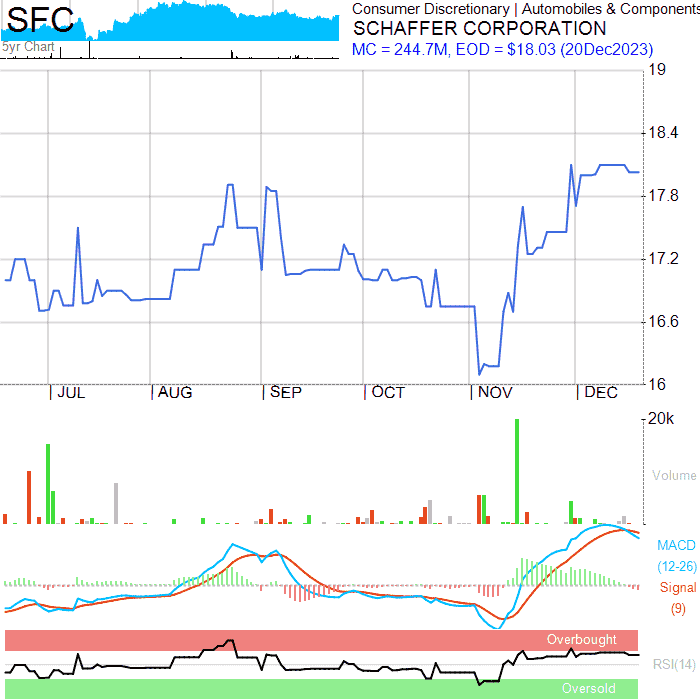 SFC
5yr Chart
Consumer Discretionary | Automobiles & Components
SCHAFFER CORPORATION
MC = 244.7M, EOD = $18.03 (20Dec2023)
19
18.4
17.8
17.2
16.6
16
JUL AUG SEP OCT NOV DEC
20k
Volume
MACD
(12-26)
Signal
(9)
Overbought
RSI(14)
Oversold